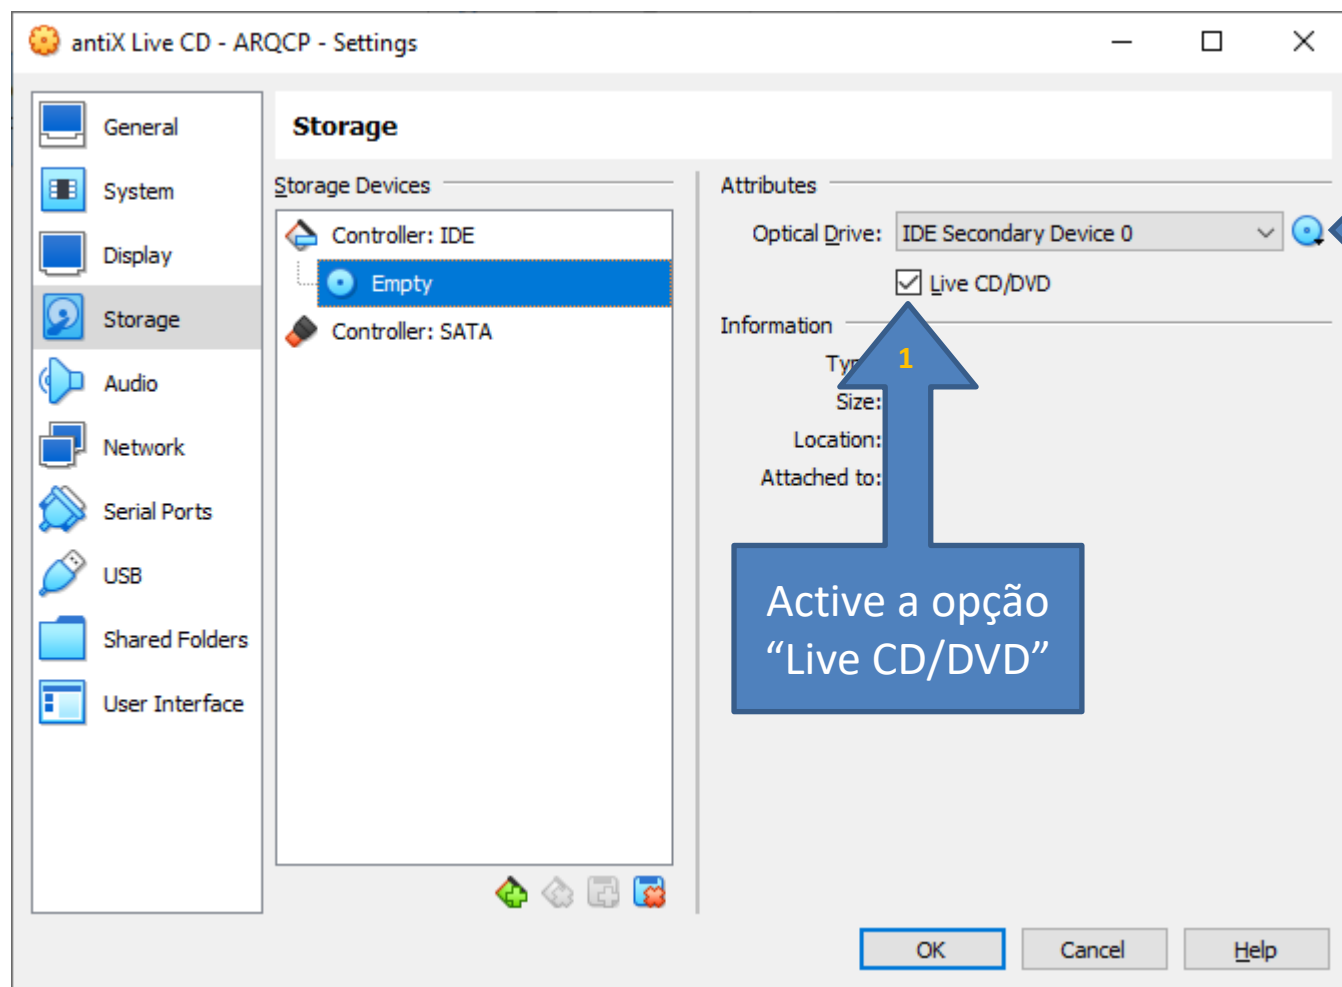 antiX Live CD - ARQCP - Settings
General
System
Display
Storage
Audio
Network
Serial Ports
USB
Shared Folders
User Interface
Storage
Storage Devices
Controller: IDE
Empty
Controller: SATA
Attributes
Optical Drive: IDE Secondary Device 0
Live CD/DVD
Information
1
Size:
Location:
Attached to:
Active a opção
“Live CD/DVD”
OK Cancel Help